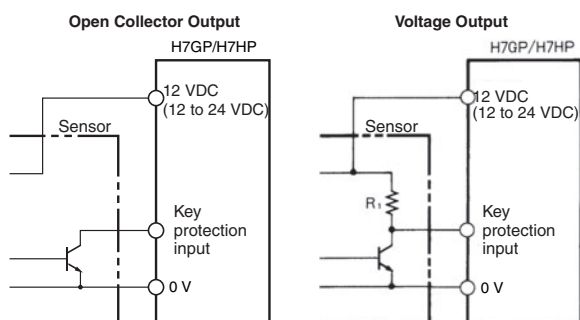 Open Collector Output
H7GP/H7HP
12 VDC
(12 to 24 VDC)
Sensor
Key
protection
input
0 V
Voltage Output
H7GP/H7HP
12 VDC
(12 to 24 VDC)
Sensor
R₁
Key
protection
input
0 V